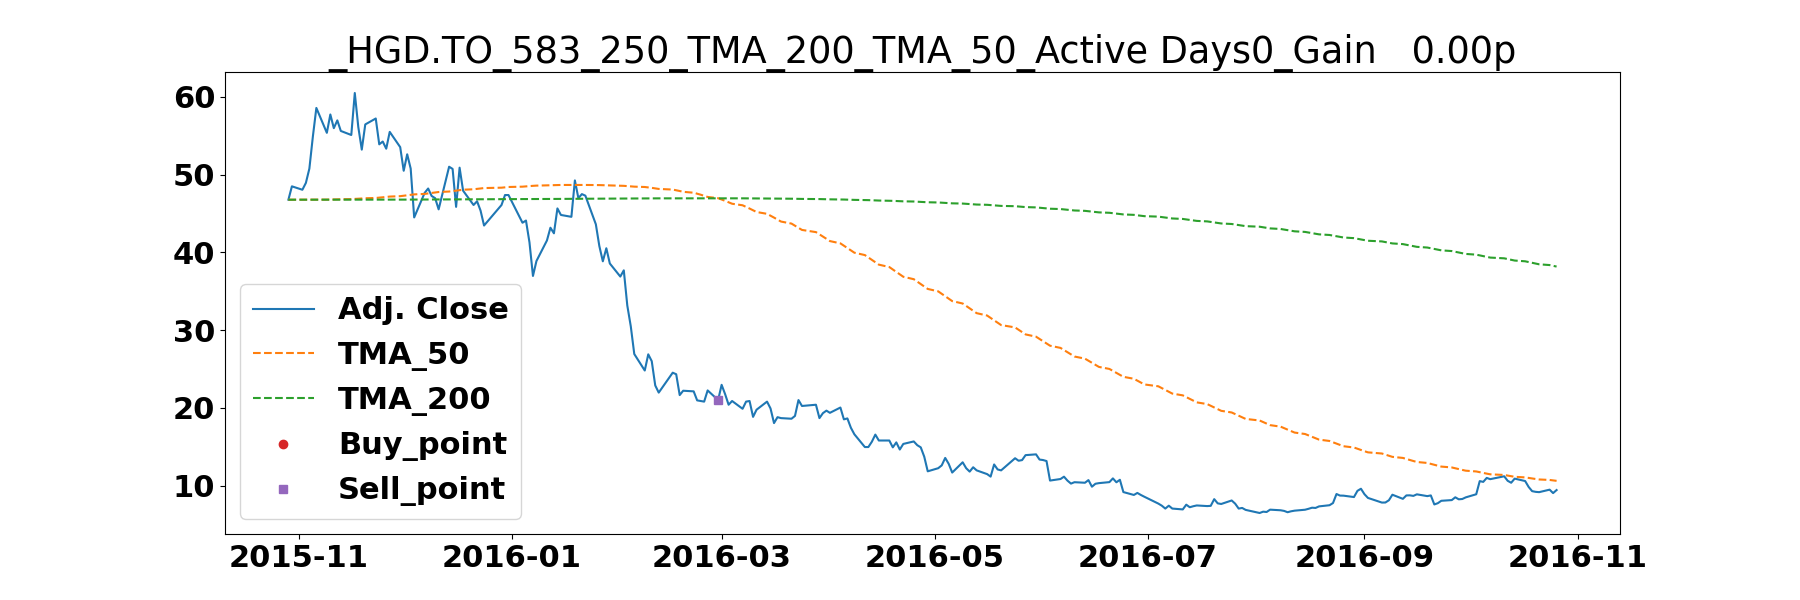 _HGD.TO_583_250_TMA_200_TMA_50_Active Days0_Gain   0.00p
60
50
40
30
20
10
Adj. Close
TMA_50
TMA_200
Buy_point
Sell_point
2015-11 2016-01 2016-03 2016-05 2016-07 2016-09 2016-11